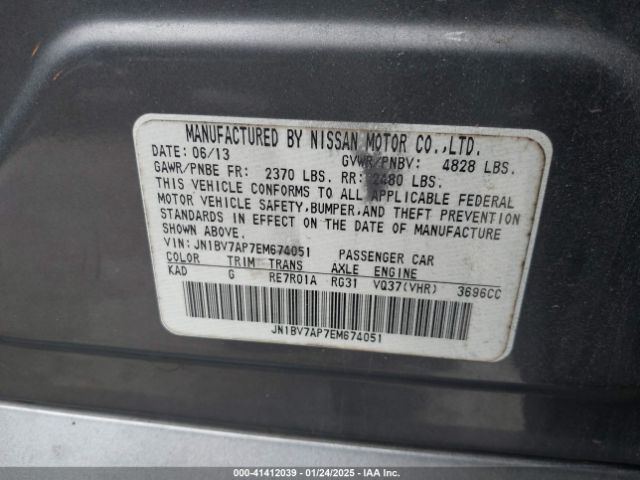 MANUFACTURED BY NISSAN MOTOR CO.,LTD.
DATE: 06/13 GVWR/PNBV: 4828 LBS.
GAWR/PNBE FR: 2370 LBS. RR: 2480 LBS.
THIS VEHICLE CONFORMS TO ALL APPLICABLE FEDERAL
MOTOR VEHICLE SAFETY,BUMPER,AND THEFT PREVENTION
STANDARDS IN EFFECT ON THE DATE OF MANUFACTURE
SHOWN ABOVE.
VIN: JN1BV7AP7EM674051 PASSENGER CAR
COLOR TRIM TRANS AXLE ENGINE
KAD G RE7R01A RG31 VQ37(VHR) 3696CC
JN1BV7AP7EM674051
000-41412039 - 01/24/2025 - IAA Inc.